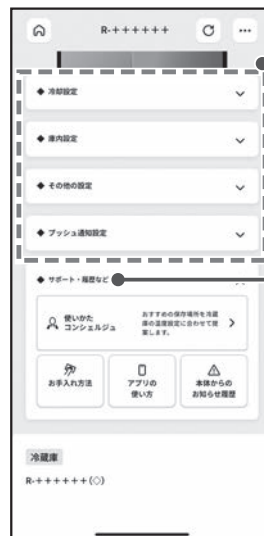 R-++++++
◆ 冷却設定
◆ 庫内設定
◆ その他の設定
◆ プッシュ通知設定
◆ サポート・履歴など
使いかた
コンシェルジュ
おすすめの保存場所を冷蔵
庫の温度設定に合わせて提
案します。
お手入れ方法
アプリの
使い方
本体からの
お知らせ履歴
冷蔵庫
R-++++++(◇)